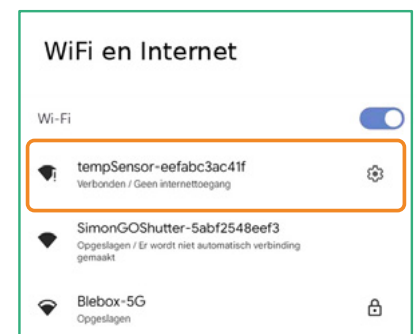 WiFi en Internet
Wi-Fi
tempSensor-eefabc3ac41f
Verbonden / Geen internettoegang
SimonGOShutter-5abf2548eef3
Opgeslagen / Er wordt niet automatisch verbinding
gemaakt
Blebox-5G
Opgeslagen